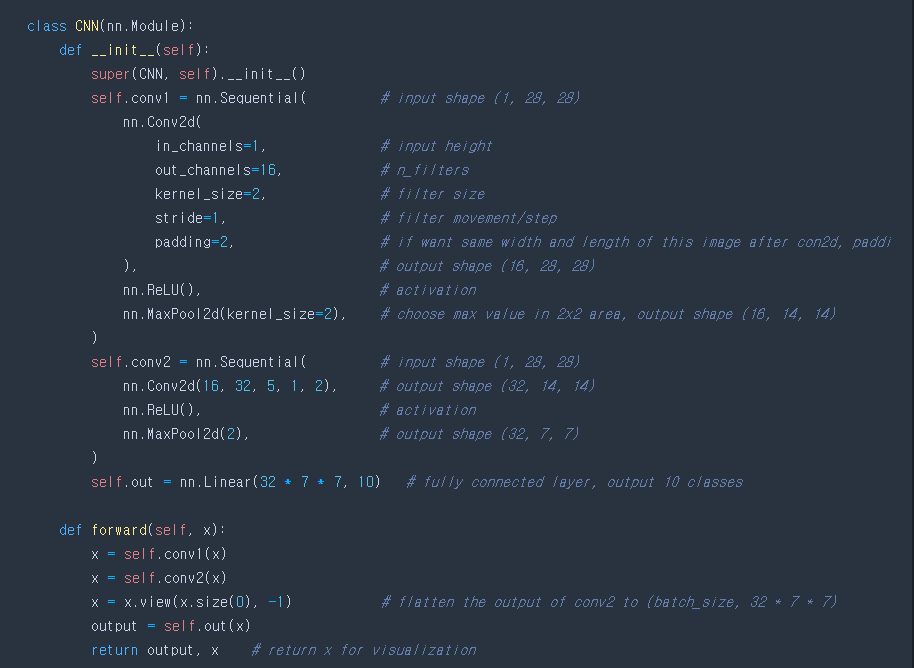 class CNN(nn.Module):
    def __init__(self):
        super(CNN, self).__init__()
        self.conv1 = nn.Sequential(         # input shape (1, 28, 28)
            nn.Conv2d(
                in_channels=1,              # input height
                out_channels=16,            # n_filters
                kernel_size=2,              # filter size
                stride=1,                   # filter movement/step
                padding=2,                  # if want same width and length of this image after con2d, paddi
            ),                              # output shape (16, 28, 28)
            nn.ReLU(),                      # activation
            nn.MaxPool2d(kernel_size=2),    # choose max value in 2x2 area, output shape (16, 14, 14)
        )
        self.conv2 = nn.Sequential(         # input shape (1, 28, 28)
            nn.Conv2d(16, 32, 5, 1, 2),     # output shape (32, 14, 14)
            nn.ReLU(),                      # activation
            nn.MaxPool2d(2),                # output shape (32, 7, 7)
        )
        self.out = nn.Linear(32 * 7 * 7, 10)   # fully connected layer, output 10 classes
    def forward(self, x):
        x = self.conv1(x)
        x = self.conv2(x)
        x = x.view(x.size(0), -1)           # flatten the output of conv2 to (batch_size, 32 * 7 * 7)
        output = self.out(x)
        return output, x    # return x for visualization